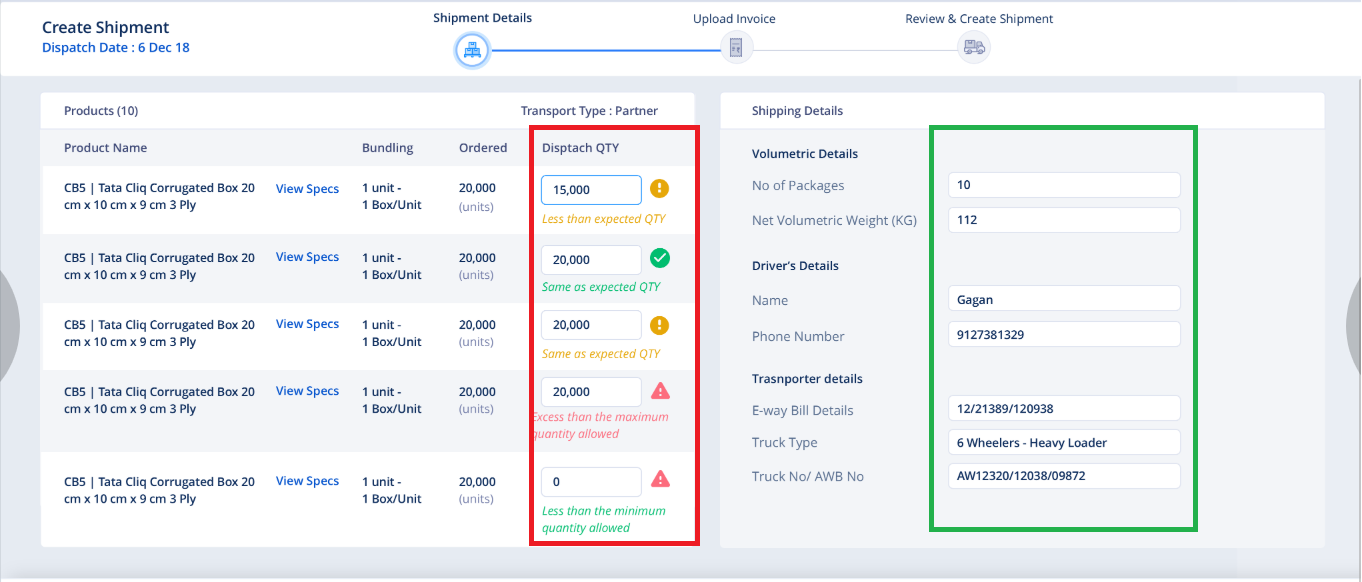 Create Shipment
Dispatch Date : 6 Dec 18
Shipment Details
Upload Invoice
Review & Create Shipment
Products (10)
Transport Type : Partner
Product Name
Bundling
Ordered
Disptach QTY
CB5 | Tata Cliq Corrugated Box 20
cm x 10 cm x 9 cm 3 Ply
View Specs
1 unit -
1 Box/Unit
20,000
(units)
15,000
Less than expected QTY
CB5 | Tata Cliq Corrugated Box 20
cm x 10 cm x 9 cm 3 Ply
View Specs
1 unit -
1 Box/Unit
20,000
(units)
20,000
Same as expected QTY
CB5 | Tata Cliq Corrugated Box 20
cm x 10 cm x 9 cm 3 Ply
View Specs
1 unit -
1 Box/Unit
20,000
(units)
20,000
Same as expected QTY
CB5 | Tata Cliq Corrugated Box 20
cm x 10 cm x 9 cm 3 Ply
View Specs
1 unit -
1 Box/Unit
20,000
(units)
20,000
Excess than the maximum
quantity allowed
CB5 | Tata Cliq Corrugated Box 20
cm x 10 cm x 9 cm 3 Ply
View Specs
1 unit -
1 Box/Unit
20,000
(units)
0
Less than the minimum
quantity allowed
Shipping Details
Volumetric Details
No of Packages
10
Net Volumetric Weight (KG)
112
Driver's Details
Name
Gagan
Phone Number
9127381329
Trasnporter details
E-way Bill Details
12/21389/120938
Truck Type
6 Wheelers - Heavy Loader
Truck No/ AWB No
AW12320/12038/09872